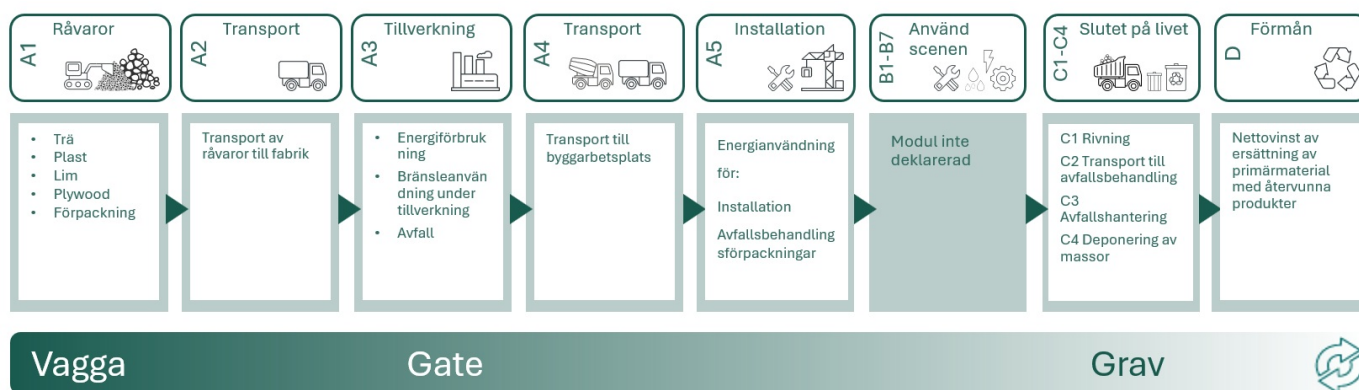 A1
Råvaror
A2
Transport
A3
Tillverkning
A4
Transport
A5
Installation
B1-B7
Använd
scenen
C1-C4
Slutet på livet
D
Förmån
• Trä
• Plast
• Lim
• Plywood
• Förpackning
Transport av
råvaror till fabrik
• Energiförbruk
ning
• Bränsleanvän
dning under
tillverkning
• Avfall
Transport till
byggarbetsplats
Energianvändning
för:
Installation
Avfallsbehandling
sförpackningar
Modul inte
deklarerad
C1 Rivning
C2 Transport till
avfallsbehandling
C3
Avfallshantering
C4 Deponering av
massor
Nettovinst av
ersättning av
primärmaterial
med återvunna
produkter
Vagga
Gate
Grav